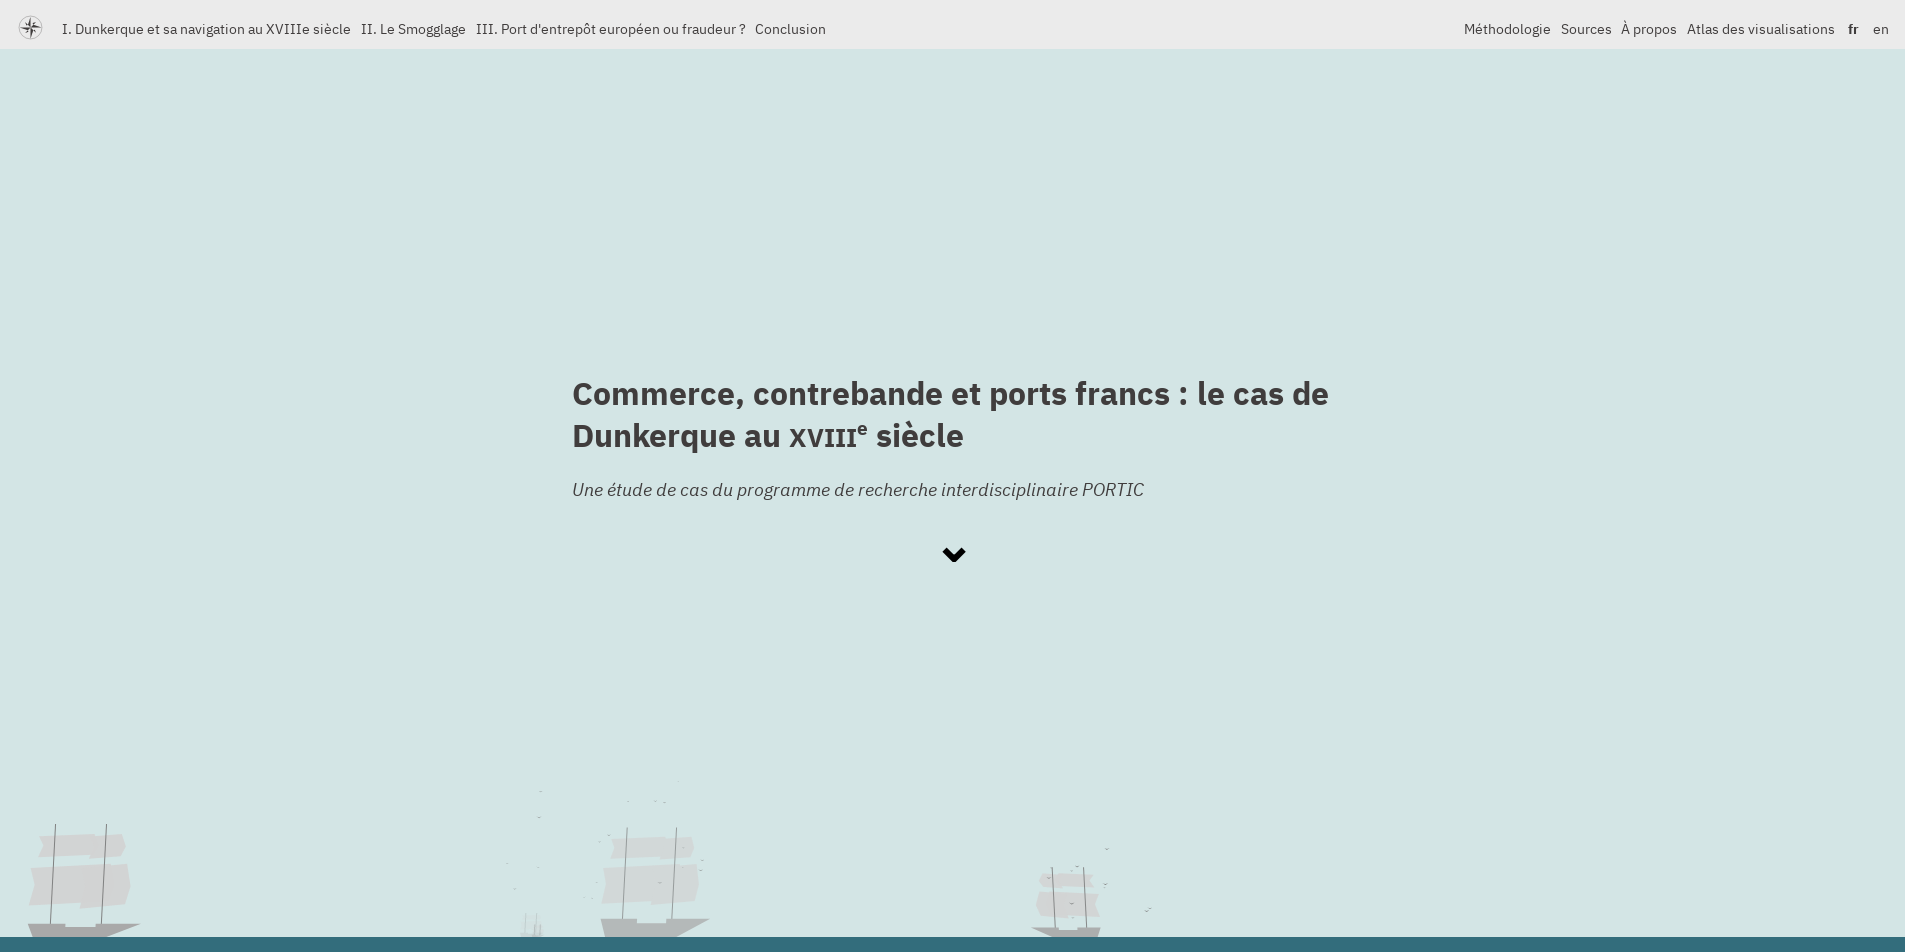 I. Dunkerque et sa navigation au XVIIIe siècle II. Le Smogglage III. Port d'entrepôt européen ou fraudeur ? Conclusion Méthodologie Sources À propos Atlas des visualisations fr en
Commerce, contrebande et ports francs : le cas de
Dunkerque au XVIIIe siècle
Une étude de cas du programme de recherche interdisciplinaire PORTIC